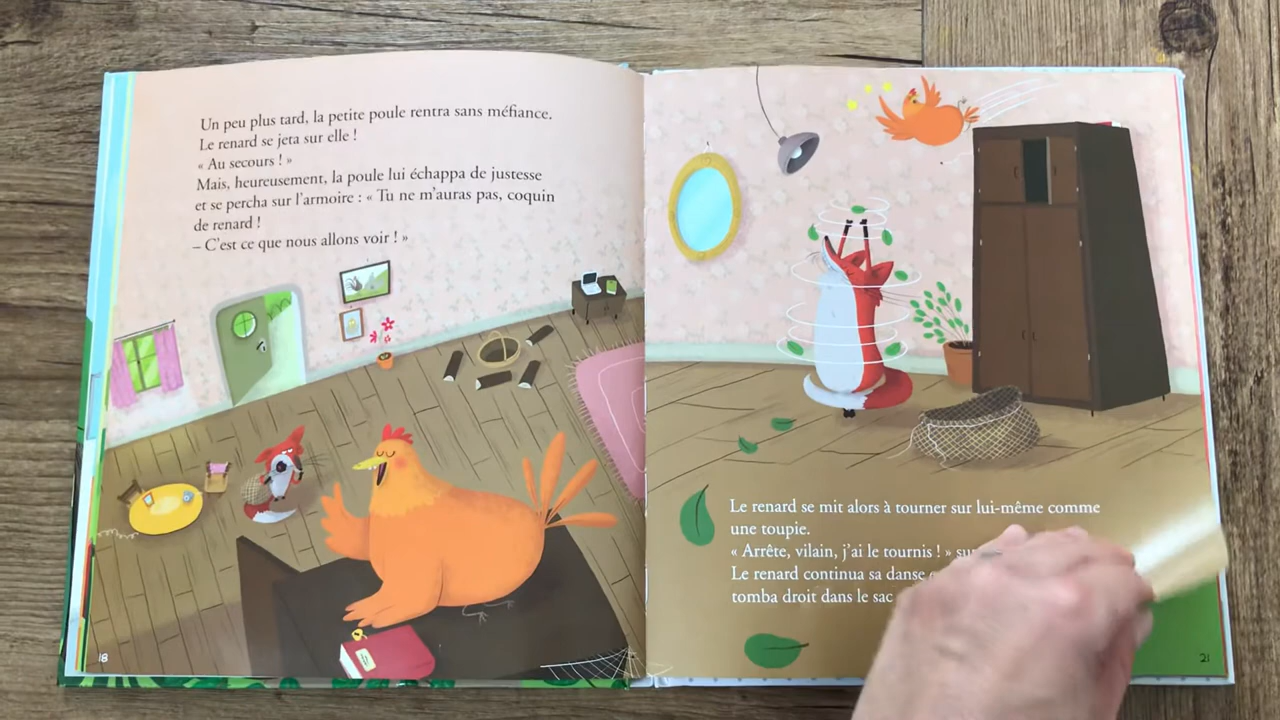 Un peu plus tard, la petite poule rentra sans méfiance.
Le renard se jeta sur elle !
« Au secours ! »
Mais, heureusement, la poule lui échappa de justesse
et se percha sur l’armoire : « Tu ne m’auras pas, coquin
de renard !
– C’est ce que nous allons voir ! »
18
Le renard se mit alors à tourner sur lui-même comme
une toupie.
« Arrête, vilain, j’ai le tournis ! »
Le renard continua sa danse
tomba droit dans le sac
21